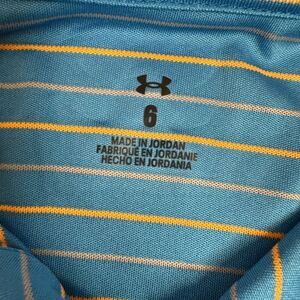 6
MADE IN JORDAN
FABRIQUÉ EN JORDANIE
HECHO EN JORDANIA